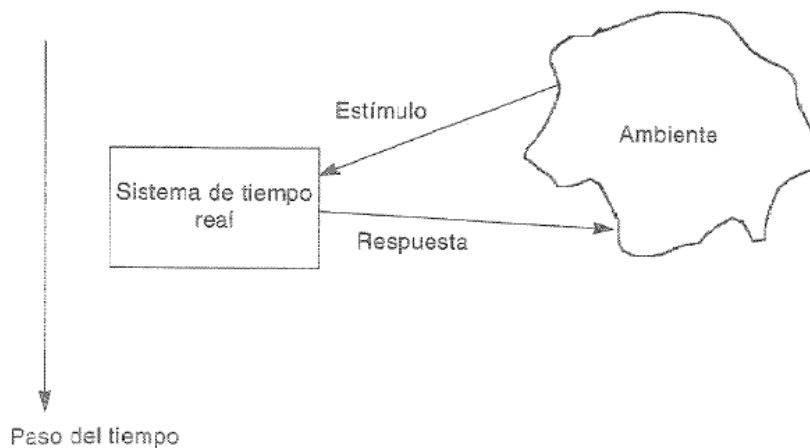 Estímulo
Ambiente
Sistema de tiempo
real
Respuesta
Paso del tiempo